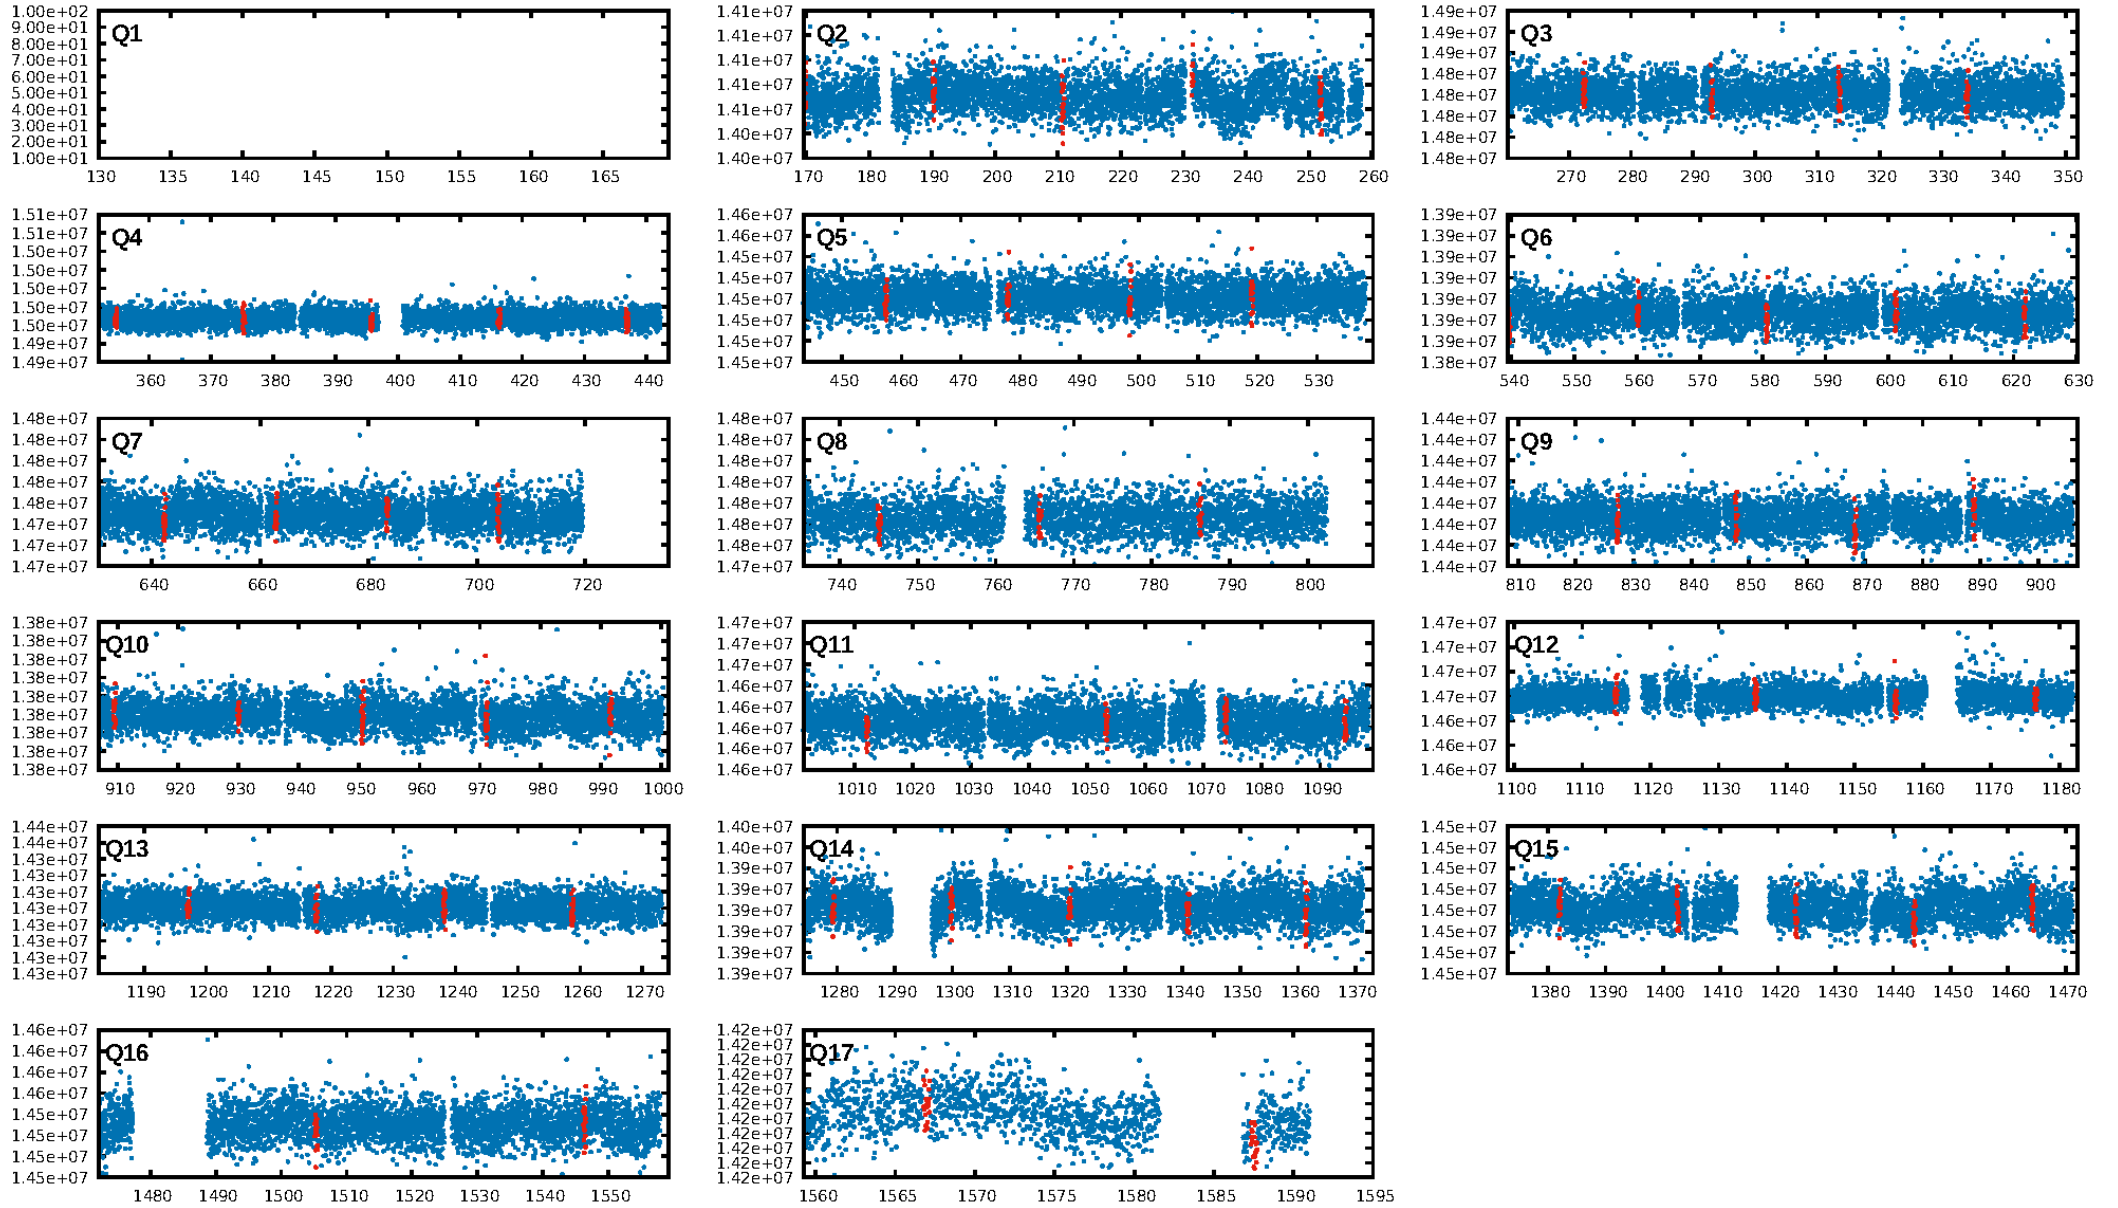 1.00e+02 9.00e+01 8.00e+01 7.00e+01 6.00e+01 5.00e+01 4.00e+01 3.00e+01 2.00e+01 1.00e+01
Q1
130 135 140 145 150 155 160 165
1.41e+07 1.41e+07 1.41e+07 1.41e+07 1.41e+07 1.40e+07 1.40e+07
Q2
170 180 190 200 210 220 230 240 250 260
1.49e+07 1.49e+07 1.49e+07 1.48e+07 1.48e+07 1.48e+07 1.48e+07 1.48e+07
Q3
270 280 290 300 310 320 330 340 350
1.51e+07 1.51e+07 1.50e+07 1.50e+07 1.50e+07 1.50e+07 1.50e+07 1.49e+07 1.49e+07
Q4
360 370 380 390 400 410 420 430 440
1.46e+07 1.46e+07 1.45e+07 1.45e+07 1.45e+07 1.45e+07 1.45e+07 1.45e+07
Q5
450 460 470 480 490 500 510 520 530
1.39e+07 1.39e+07 1.39e+07 1.39e+07 1.39e+07 1.39e+07 1.39e+07 1.38e+07
Q6
540 550 560 570 580 590 600 610 620 630
1.48e+07 1.48e+07 1.48e+07 1.48e+07 1.48e+07 1.47e+07 1.47e+07 1.47e+07
Q7
640 660 680 700 720
1.48e+07 1.48e+07 1.48e+07 1.48e+07 1.48e+07 1.48e+07 1.48e+07 1.47e+07
Q8
740 750 760 770 780 790 800
1.44e+07 1.44e+07 1.44e+07 1.44e+07 1.44e+07 1.44e+07 1.44e+07 1.44e+07
Q9
810 820 830 840 850 860 870 880 890 900
1.38e+07 1.38e+07 1.38e+07 1.38e+07 1.38e+07 1.38e+07 1.38e+07 1.38e+07 1.38e+07
Q10
910 920 930 940 950 960 970 980 990 1000
1.47e+07 1.47e+07 1.47e+07 1.46e+07 1.46e+07 1.46e+07 1.46e+07 1.46e+07
Q11
1010 1020 1030 1040 1050 1060 1070 1080 1090
1.47e+07 1.47e+07 1.47e+07 1.47e+07 1.46e+07 1.46e+07 1.46e+07
Q12
1100 1110 1120 1130 1140 1150 1160 1170 1180
1.44e+07 1.44e+07 1.43e+07 1.43e+07 1.43e+07 1.43e+07 1.43e+07 1.43e+07 1.43e+07 1.43e+07
Q13
1190 1200 1210 1220 1230 1240 1250 1260 1270
1.40e+07 1.40e+07 1.39e+07 1.39e+07 1.39e+07 1.39e+07 1.39e+07 1.39e+07
Q14
1280 1290 1300 1310 1320 1330 1340 1350 1360 1370
1.45e+07 1.45e+07 1.45e+07 1.45e+07 1.45e+07 1.45e+07 1.45e+07 1.45e+07
Q15
1380 1390 1400 1410 1420 1430 1440 1450 1460 1470
1.46e+07 1.46e+07 1.46e+07 1.46e+07 1.45e+07 1.45e+07 1.45e+07 1.45e+07
Q16
1480 1490 1500 1510 1520 1530 1540 1550
1.42e+07 1.42e+07 1.42e+07 1.42e+07 1.42e+07 1.42e+07 1.42e+07 1.42e+07 1.42e+07 1.42e+07 1.42e+07
Q17
1560 1565 1570 1575 1580 1585 1590 1595